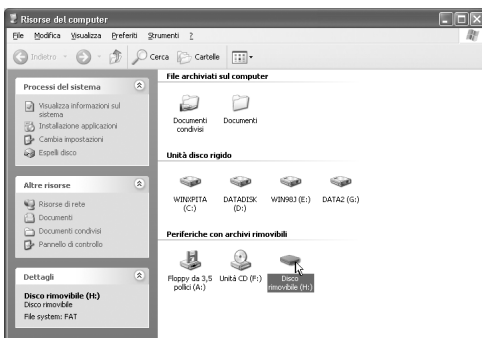 Risorse del computer
File Modifica Visualizza Preferiti Strumenti ?
Indietro Cerca Cartelle
Processi del sistema
Visualizza informazioni sul
sistema
Installazione applicazioni
Cambia impostazioni
Espelli disco
Altre risorse
Risorse di rete
Documenti
Documenti condivisi
Pannello di controllo
Dettagli
Disco rimovibile (H:)
Disco rimovibile
File system: FAT
File archiviati sul computer
Documenti
condivisi
Documenti
Unità disco rigido
WINXPITA
(C:)
DATADISK
(D:)
WIN98J (E:)
DATA2 (G:)
Periferiche con archivi rimovibili
Floppy da 3,5
pollici (A:)
Unità CD (F:)
Disco
rimovibile (H:)